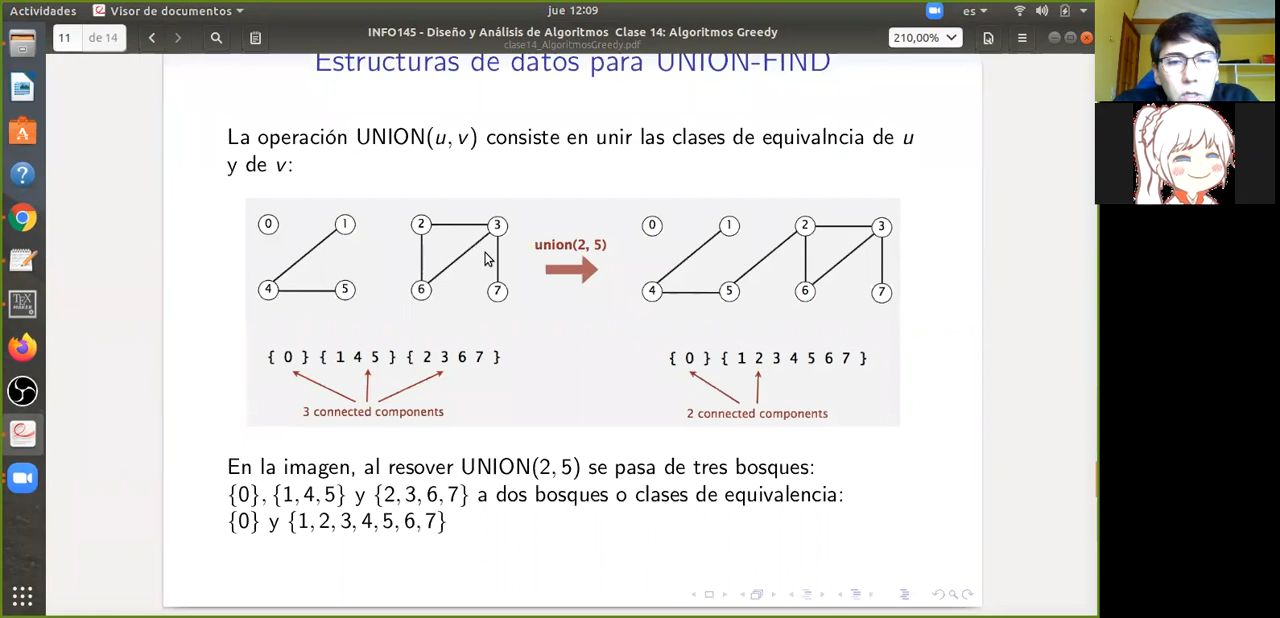 Actividades
Visor de documentos
jue 12:09
es
11
de 14
INFO145 - Diseño y Análisis de Algoritmos Clase 14: Algoritmos Greedy
clase14_AlgoritmosGreedy.pdf
210,00%
Estructuras de datos para UNION-FIND
La operación UNION(u, v) consiste en unir las clases de equivalncia de u
y de v:
0 1 2 3
4 5 6 7
union(2, 5)
0 1 2 3
4 5 6 7
{ 0 } { 1 4 5 } { 2 3 6 7 }
{ 0 } { 1 2 3 4 5 6 7 }
3 connected components
2 connected components
En la imagen, al resover UNION(2, 5) se pasa de tres bosques:
{0}, {1, 4, 5} y {2, 3, 6, 7} a dos bosques o clases de equivalencia:
{0} y {1, 2, 3, 4, 5, 6, 7}
TEX
MAKER